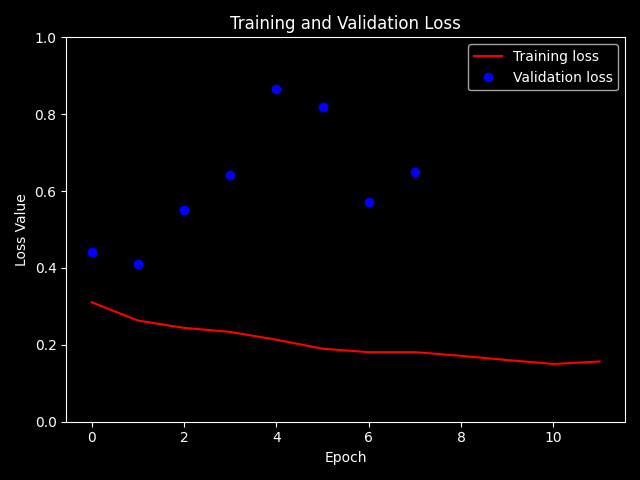 Training and Validation Loss
Training loss
Validation loss
1.0
0.8
0.6
0.4
0.2
0.0
Loss Value
0 2 4 6 8 10
Epoch